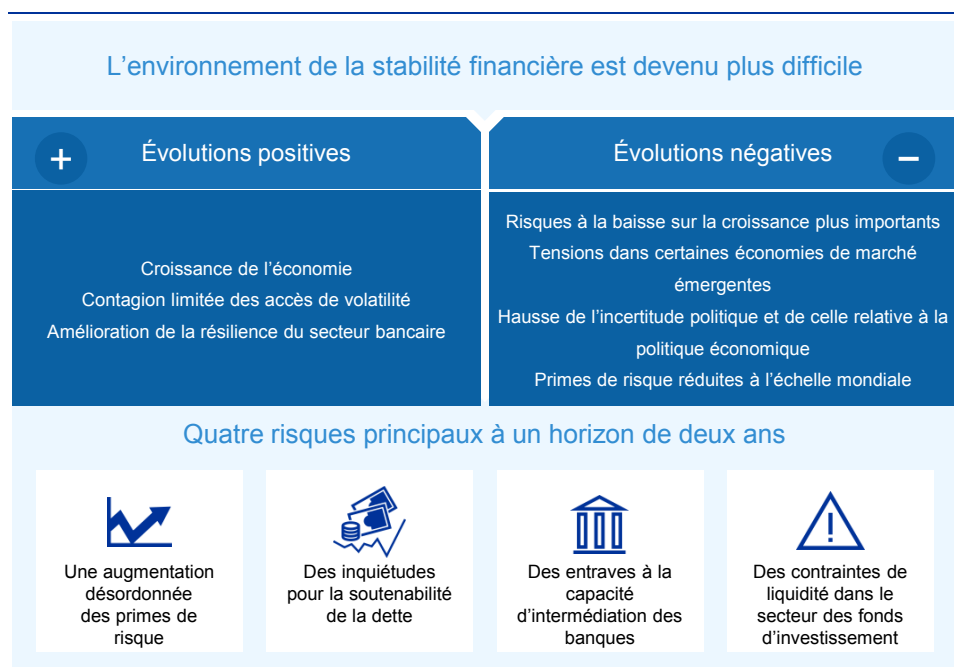 L’environnement de la stabilité financière est devenu plus difficile
+
Évolutions positives
Croissance de l’économie
Contagion limitée des accès de volatilité
Amélioration de la résilience du secteur bancaire
Évolutions négatives
–
Risques à la baisse sur la croissance plus importants
Tensions dans certaines économies de marché
émergentes
Hausse de l’incertitude politique et de celle relative à la
politique économique
Primes de risque réduites à l’échelle mondiale
Quatre risques principaux à un horizon de deux ans
Une augmentation
désordonnée
des primes de
risque
Des inquiétudes
pour la soutenabilité
de la dette
Des entraves à la
capacité
d’intermédiation des
banques
Des contraintes de
liquidité dans le
secteur des fonds
d’investissement